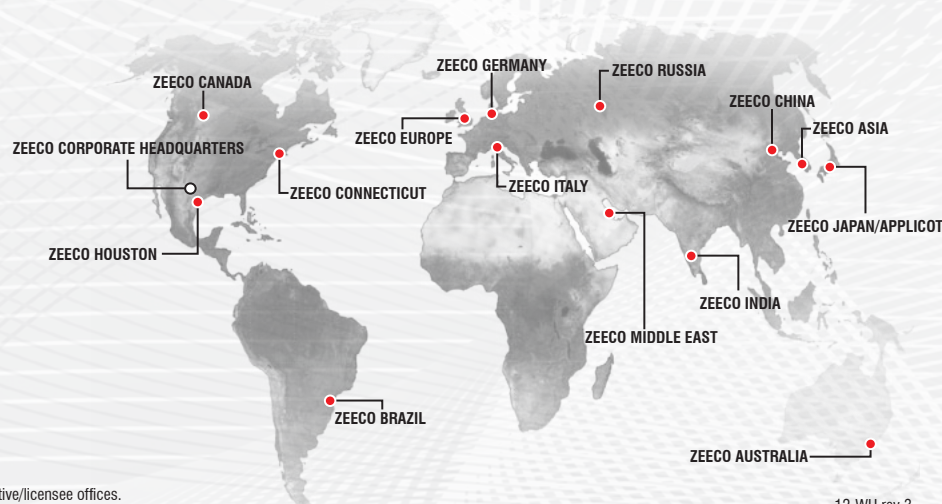 ZEECO GERMANY
ZEECO RUSSIA
ZEECO CANADA
ZEECO CHINA
ZEECO ASIA
ZEECO EUROPE
ZEECO CORPORATE HEADQUARTERS
ZEECO CONNECTICUT
ZEECO ITALY
ZEECO JAPAN/APPLICOT
ZEECO HOUSTON
ZEECO INDIA
ZEECO MIDDLE EAST
ZEECO BRAZIL
ZEECO AUSTRALIA
tive/licensee offices.